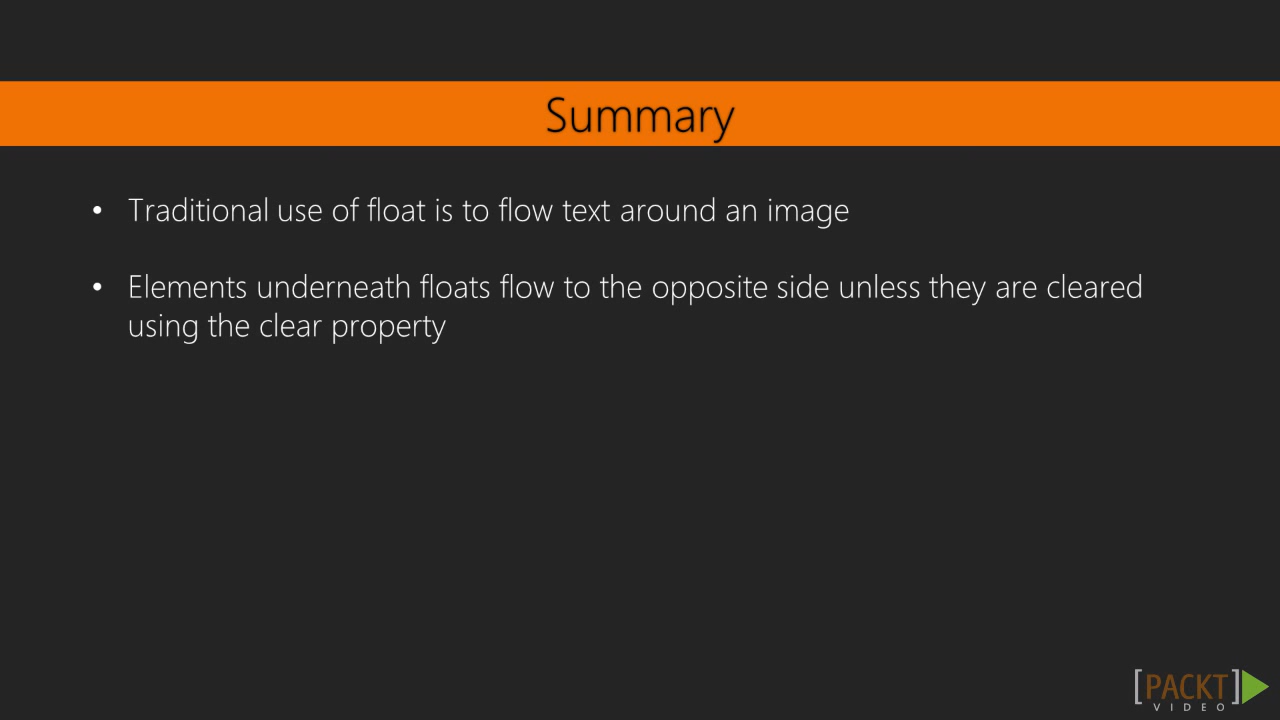 Summary
• Traditional use of float is to flow text around an image
• Elements underneath floats flow to the opposite side unless they are cleared
using the clear property
[PACKT]
VIDEO